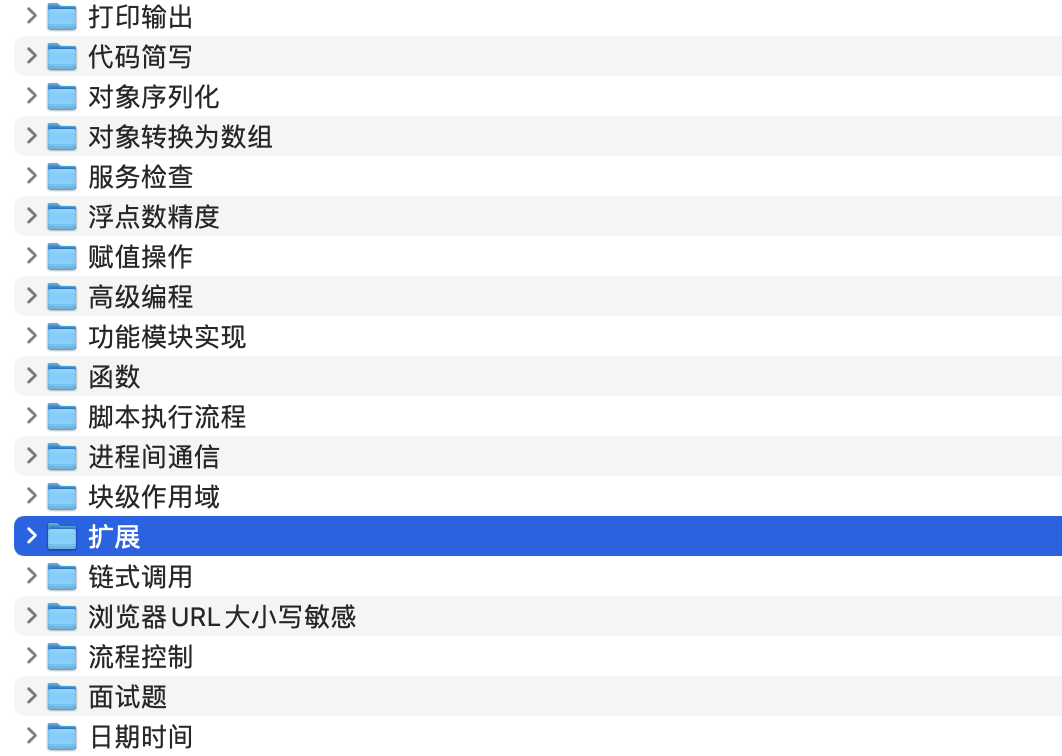 打印输出
代码简写
对象序列化
对象转换为数组
服务检查
浮点数精度
赋值操作
高级编程
功能模块实现
函数
脚本执行流程
进程间通信
块级作用域
扩展
链式调用
浏览器URL大小写敏感
流程控制
面试题
日期时间